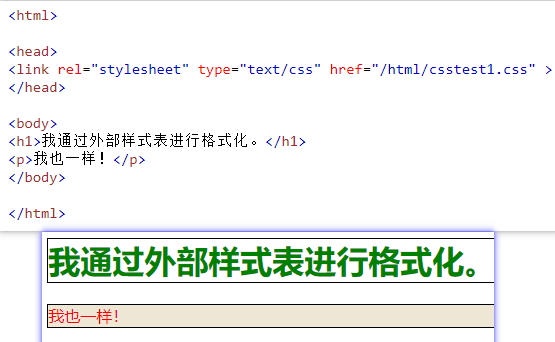 <html>
<head>
<link rel="stylesheet" type="text/css" href="/html/csstest1.css" >
</head>
<body>
<h1>我通过外部样式表进行格式化。</h1>
<p>我也一样！</p>
</body>
</html>
我通过外部样式表进行格式化。
我也一样！